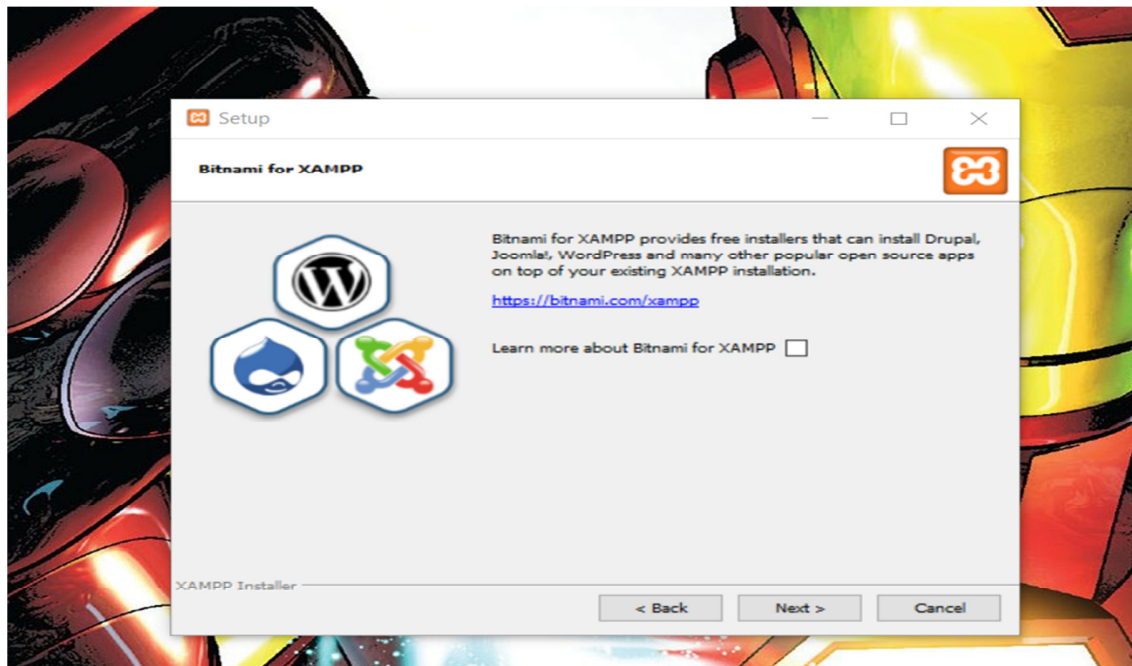 Setup
Bitnami for XAMPP
Bitnami for XAMPP provides free installers that can install Drupal,
Joomla!, WordPress and many other popular open source apps
on top of your existing XAMPP installation.
https://bitnami.com/xampp
Learn more about Bitnami for XAMPP
XAMPP Installer
< Back
Next >
Cancel